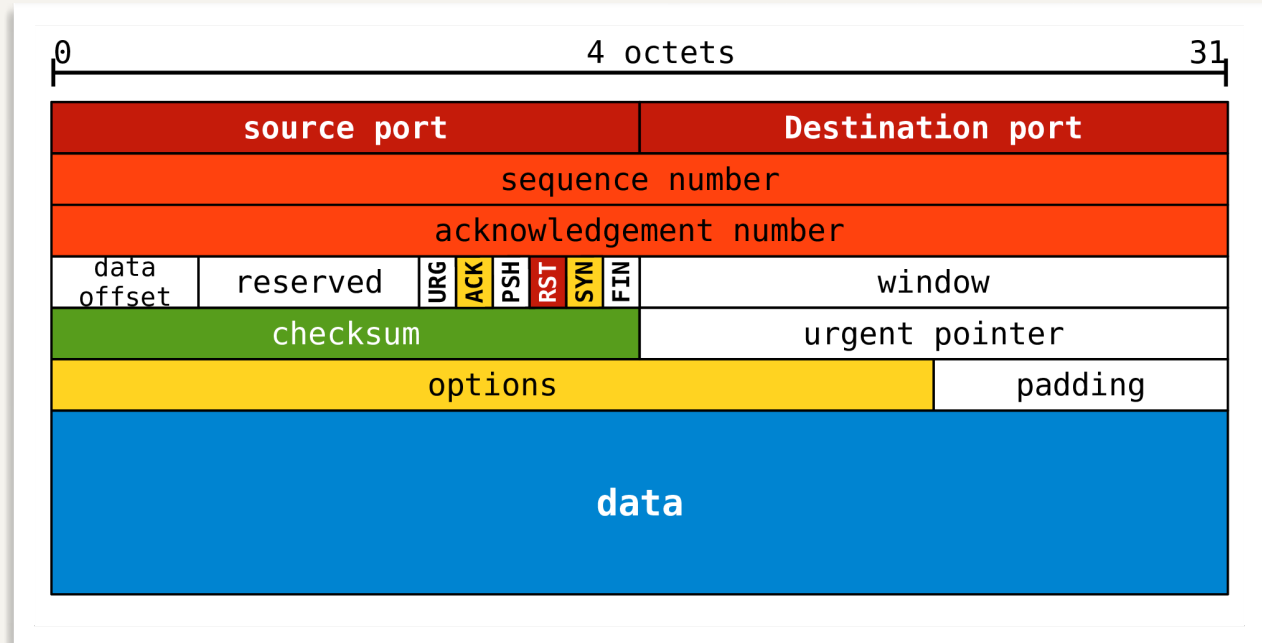 0 4 octets 31
source port Destination port
sequence number
acknowledgement number
data
offset reserved URG ACK PSH RST SYN FIN window
checksum urgent pointer
options padding
data